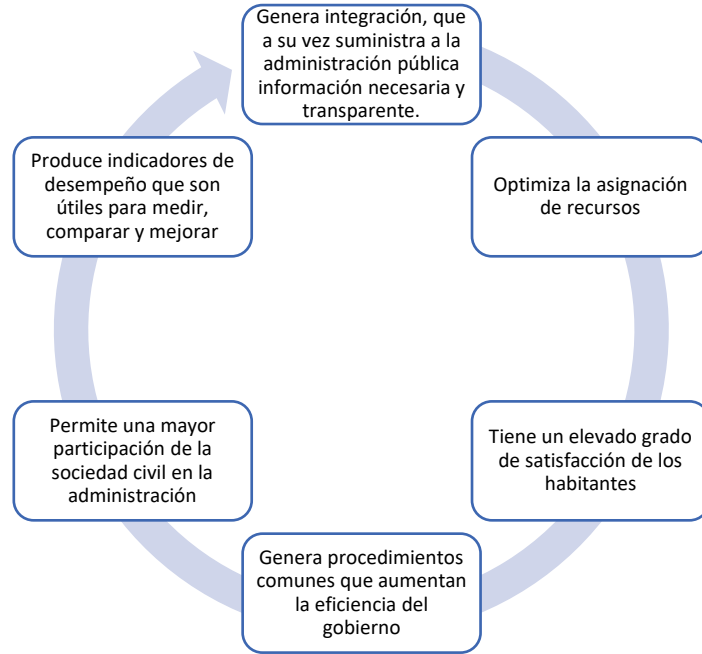 Genera integración, que
a su vez suministra a la
administración pública
información necesaria y
transparente.
Optimiza la asignación
de recursos
Tiene un elevado grado
de satisfacción de los
habitantes
Genera procedimientos
comunes que aumentan
la eficiencia del
gobierno
Permite una mayor
participación de la
sociedad civil en la
administración
Produce indicadores de
desempeño que son
útiles para medir,
comparar y mejorar